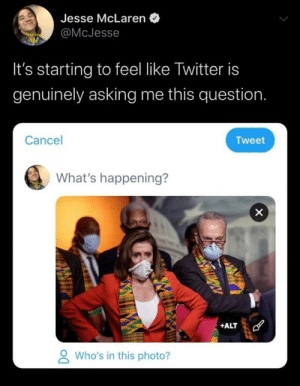 Jesse McLaren
@McJesse
It's starting to feel like Twitter is
genuinely asking me this question.
Cancel
Tweet
What's happening?
+ALT
Who's in this photo?